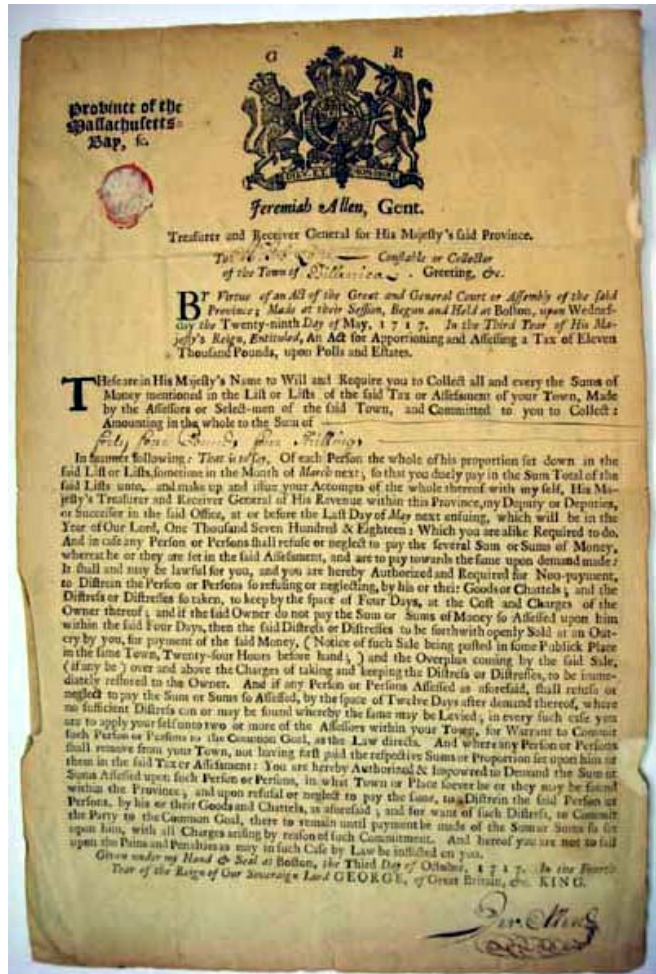 G R
Province of the
Massachusetts-
Bay, ſc.
DIEV. ET MON DROIT
Jeremiah Allen, Gent.
Treaſurer and Receiver General for His Majeſty's ſaid Province.
To Conſtable or Collector
of the Town of Billerica Greeting, &c.
BY Virtue of an Act of the Great and General Court or Aſſembly of the ſaid
Province; Made at their Seſſion, Begun and Held at Boſton, upon Wedneſ-
day the Twenty-ninth Day of May, 1717. In the Third Year of His Ma-
jeſty's Reign, Entituled, An Act for Apportioning and Aſſeſſing a Tax of Eleven
Thouſand Pounds, upon Polls and Eſtates.
THeſe are in His Majeſty's Name to Will and Require you to Collect all and every the Sums of
Money mentioned in the Liſt or Liſts of the ſaid Tax or Aſſeſſment of your Town, Made
by the Aſſeſſors or Select-men of the ſaid Town, and Committed to you to Collect:
Amounting in the whole to the Sum of
forty four Pounds, Shillings
In manner following: That is to ſay, Of each Perſon the whole of his proportion ſet down in the
ſaid Liſt or Liſts, ſometime in the Month of March next; ſo that you duely pay in the Sum Total of the
ſaid Liſts unto, and make up and iſſue your Accompts of the whole thereof with my ſelf, His Ma-
jeſty's Treaſurer and Receiver General of His Revenue within this Province, my Deputy or Deputies,
or Succeſſor in the ſaid Office, at or before the Laſt Day of May next enſuing, which will be in the
Year of Our Lord, One Thouſand Seven Hundred & Eighteen: Which you are alike Required to do.
And in caſe any Perſon or Perſons ſhall refuſe or neglect to pay the ſeveral Sum or Sums of Money,
whereat he or they are ſet in the ſaid Aſſeſſment, and are to pay towards the ſame upon demand made:
It ſhall and may be lawful for you, and you are hereby Authorized and Required for Non-payment,
to Diſtrein the Perſon or Perſons ſo refuſing or neglecting, by his or their Goods or Chattels; and the
Diſtreſs or Diſtreſſes ſo taken, to keep by the ſpace of Four Days, at the Coſt and Charges of the
Owner thereof; and if the ſaid Owner do not pay the Sum or Sums of Money ſo Aſſeſſed upon him
within the ſaid Four Days, then the ſaid Diſtreſs or Diſtreſſes to be forthwith openly Sold at an Out-
cry by you, for payment of the ſaid Money, (Notice of ſuch Sale being poſted in ſome Publick Place
in the ſame Town, Twenty-four Hours before hand;) and the Overplus coming by the ſaid Sale,
(if any be) over and above the Charges of taking and keeping the Diſtreſs or Diſtreſſes, to be imme-
diately reſtored to the Owner. And if any Perſon or Perſons Aſſeſſed as aforeſaid, ſhall refuſe or
neglect to pay the Sum or Sums ſo Aſſeſſed, by the ſpace of Twelve Days after demand thereof, where
no ſufficient Diſtreſs can or may be found whereby the ſame may be Levied; in every ſuch caſe you
are to apply your ſelf unto two or more of the Aſſeſſors within your Town, for Warrant to Commit
ſuch Perſon or Perſons to the Common Goal, as the Law directs. And where any Perſon or Perſons
ſhall remove from your Town, not having firſt paid the reſpective Sums or Proportion ſet upon him or
them in the ſaid Tax or Aſſeſſment: You are hereby Authorized & Impowred to Demand the Sum or
Sums Aſſeſſed upon ſuch Perſon or Perſons, in what Town or Place ſoever he or they may be found
within the Province; and upon refuſal or neglect to pay the ſame, to Diſtrein the ſaid Perſon or
Perſons, by his or their Goods and Chattels, as aforeſaid; and for want of ſuch Diſtreſs, to Commit
the Party to the Common Goal, there to remain until payment be made of the Sum or Sums ſo ſet
upon him, with all Charges ariſing by reaſon of ſuch Commitment. And hereof you are not to fail
upon the Pains and Penalties as may in ſuch Caſe by Law be inflicted on you.
Given under my Hand & Seal at Boſton, the Third Day of October, 1717. In the Fourth
Year of the Reign of Our Sovereign Lord GEORGE, of Great Britain, &c. KING.
Jer. Allen